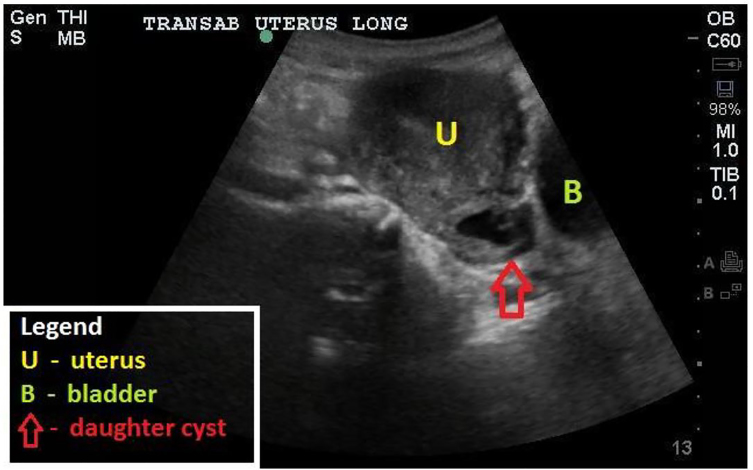 Gen THI
S MB
TRANSAB UTERUS LONG
OB
C60
98%
MI
1.0
TIB
0.1
U
B
A
B
Legend
U - uterus
B - bladder
- daughter cyst
13